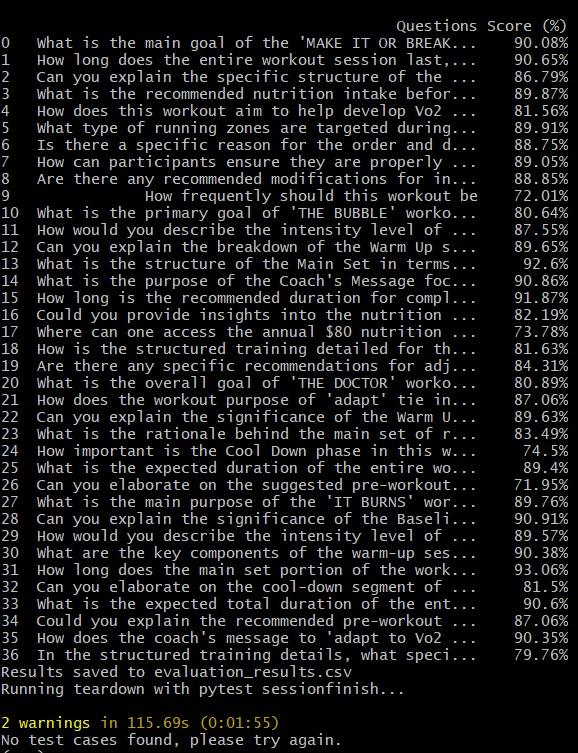 Questions Score (%)
0 What is the main goal of the 'MAKE IT OR BREAK... 90.08%
1 How long does the entire workout session last,... 90.65%
2 Can you explain the specific structure of the ... 86.79%
3 What is the recommended nutrition intake befor... 89.87%
4 How does this workout aim to help develop Vo2 ... 81.56%
5 What type of running zones are targeted during... 89.91%
6 Is there a specific reason for the order and d... 88.75%
7 How can participants ensure they are properly ... 89.05%
8 Are there any recommended modifications for in... 88.85%
9 How frequently should this workout be 72.01%
10 What is the primary goal of 'THE BUBBLE' worko... 80.64%
11 How would you describe the intensity level of ... 87.55%
12 Can you explain the breakdown of the Warm Up s... 89.65%
13 What is the structure of the Main Set in terms... 92.6%
14 What is the purpose of the Coach's Message foc... 90.86%
15 How long is the recommended duration for compl... 91.87%
16 Could you provide insights into the nutrition ... 82.19%
17 Where can one access the annual $80 nutrition ... 73.78%
18 How is the structured training detailed for th... 81.63%
19 Are there any specific recommendations for adj... 84.31%
20 What is the overall goal of 'THE DOCTOR' worko... 80.89%
21 How does the workout purpose of 'adapt' tie in... 87.06%
22 Can you explain the significance of the Warm U... 89.63%
23 What is the rationale behind the main set of r... 83.49%
24 How important is the Cool Down phase in this w... 74.5%
25 What is the expected duration of the entire wo... 89.4%
26 Can you elaborate on the suggested pre-workout... 71.95%
27 What is the main purpose of the 'IT BURNS' wor... 89.76%
28 Can you explain the significance of the Baseli... 90.91%
29 How would you describe the intensity level of ... 89.57%
30 What are the key components of the warm-up ses... 90.38%
31 How long does the main set portion of the work... 93.06%
32 Can you elaborate on the cool-down segment of ... 81.5%
33 What is the expected total duration of the ent... 90.6%
34 Could you explain the recommended pre-workout ... 87.06%
35 How does the coach's message to 'adapt to Vo2 ... 90.35%
36 In the structured training details, what speci... 79.76%
Results saved to evaluation_results.csv
Running teardown with pytest sessionfinish...
2 warnings in 115.69s (0:01:55)
No test cases found, please try again.